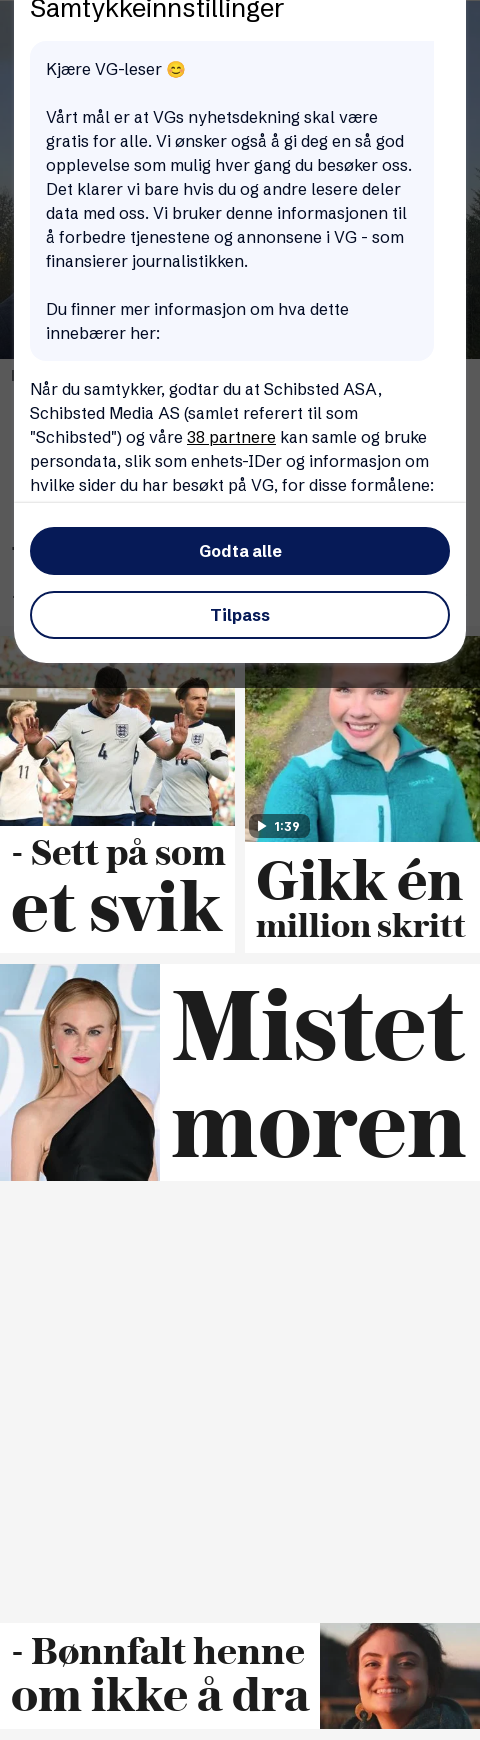 Samtykkeinnstillinger
Kjære VG-leser 😊
Vårt mål er at VGs nyhetsdekning skal være
gratis for alle. Vi ønsker også å gi deg en så god
opplevelse som mulig hver gang du besøker oss.
Det klarer vi bare hvis du og andre lesere deler
data med oss. Vi bruker denne informasjonen til
å forbedre tjenestene og annonsene i VG - som
finansierer journalistikken.
Du finner mer informasjon om hva dette
innebærer her:
Når du samtykker, godtar du at Schibsted ASA,
Schibsted Media AS (samlet referert til som
"Schibsted") og våre 38 partnere kan samle og bruke
persondata, slik som enhets-IDer og informasjon om
hvilke sider du har besøkt på VG, for disse formålene:
Godta alle
Tilpass
11
4
10
1:39
- Sett på som
et svik
Gikk én
million skritt
Mistet
moren
- Bønnfalt henne
om ikke å dra